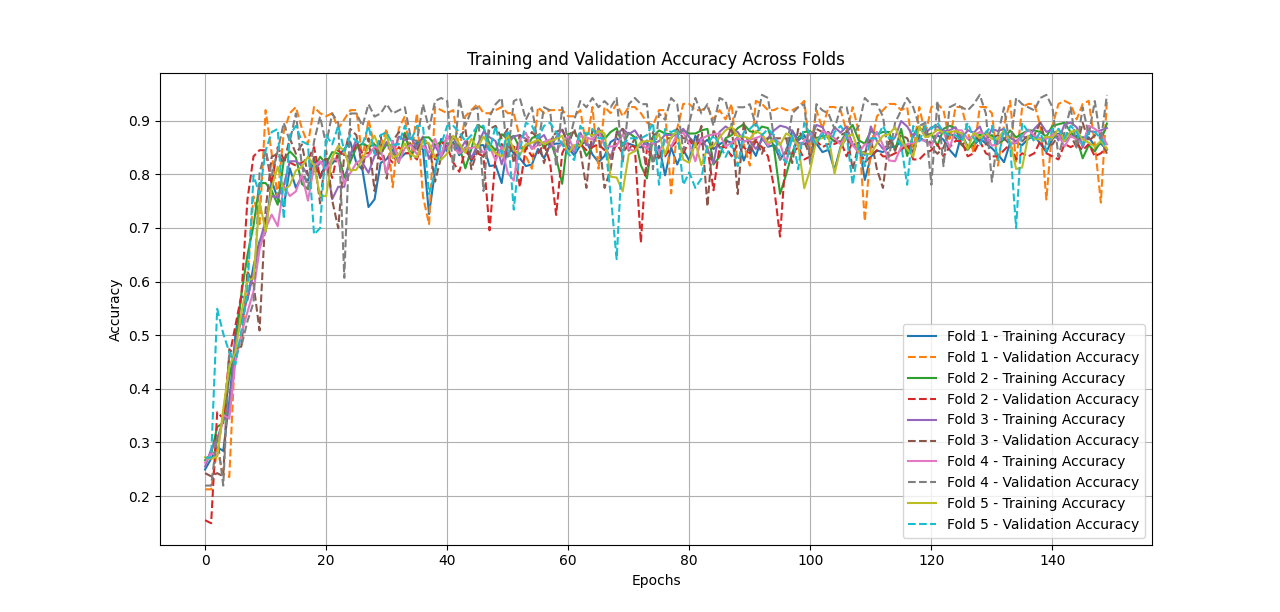 Training and Validation Accuracy Across Folds
Accuracy
0.9
0.8
0.7
0.6
0.5
0.4
0.3
0.2
Fold 1 - Training Accuracy
Fold 1 - Validation Accuracy
Fold 2 - Training Accuracy
Fold 2 - Validation Accuracy
Fold 3 - Training Accuracy
Fold 3 - Validation Accuracy
Fold 4 - Training Accuracy
Fold 4 - Validation Accuracy
Fold 5 - Training Accuracy
Fold 5 - Validation Accuracy
0 20 40 60 80 100 120 140
Epochs